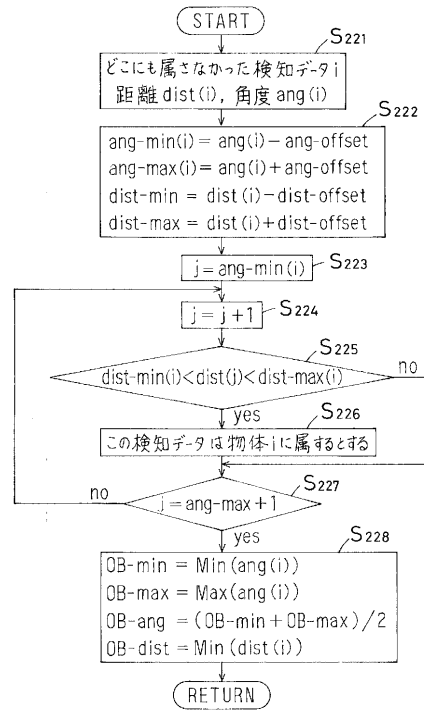 START
S221
どこにも属さなかった検知データi
距離dist(i),角度ang(i)
S222
ang-min(i)=ang(i)-ang-offset
ang-max(i)=ang(i)+ang-offset
dist-min = dist(i)-dist-offset
dist-max = dist(i)+dist-offset
S223
j=ang-min(i)
S224
j=j+1
S225
dist-min(i)<dist(j)<dist-max(i)
no
yes
S226
この検知データは物体iに属するとする
S227
no
j=ang-max+1
yes
S228
OB-min = Min(ang(i))
OB-max = Max(ang(i))
OB-ang = (OB-min+OB-max)/2
OB-dist = Min(dist(i))
RETURN